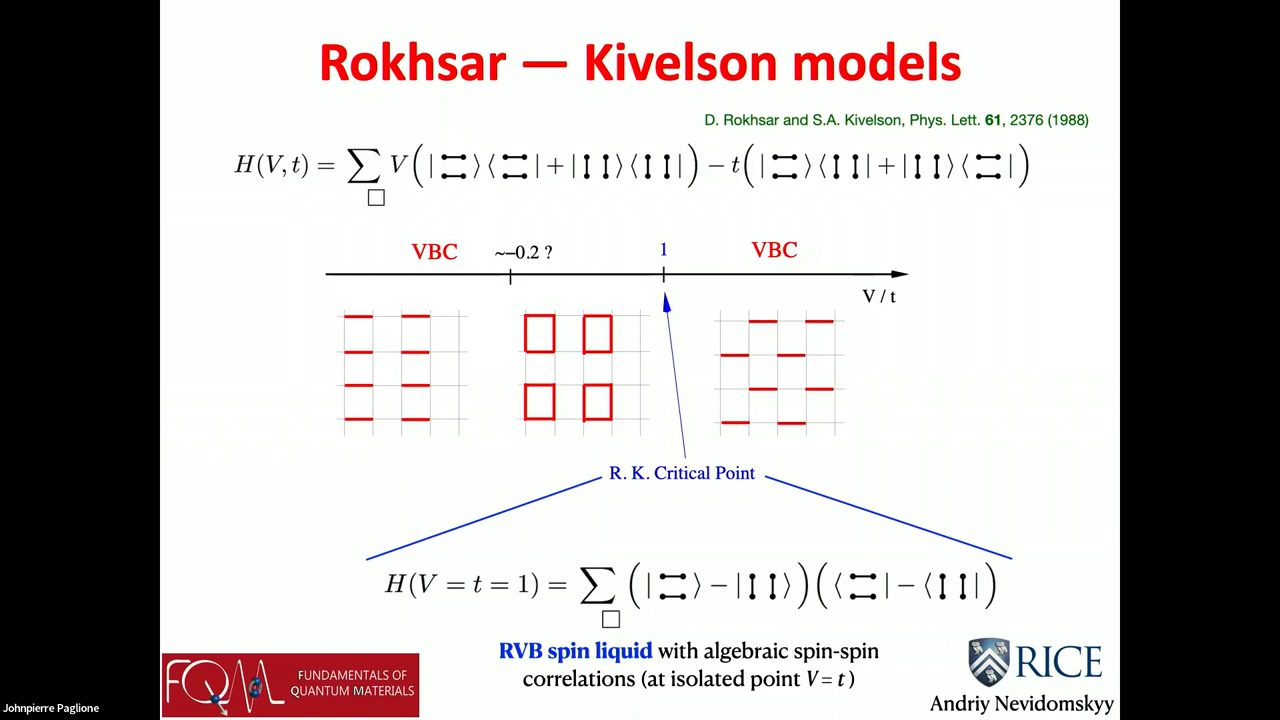 Rokhsar — Kivelson models
D. Rokhsar and S.A. Kivelson, Phys. Lett. 61, 2376 (1988)
H(V, t) = ∑□ V(| ⟩⟨ | + | ⟩⟨ |) − t(| ⟩⟨ | + | ⟩⟨ |)
VBC ~−0.2 ? 1 VBC
V / t
R. K. Critical Point
H(V = t = 1) = ∑□ (| ⟩ − | ⟩)(⟨ | − ⟨ |)
RVB spin liquid with algebraic spin-spin
correlations (at isolated point V = t )
FQM FUNDAMENTALS OF
QUANTUM MATERIALS
RICE
Andriy Nevidomskyy
Johnpierre Paglione